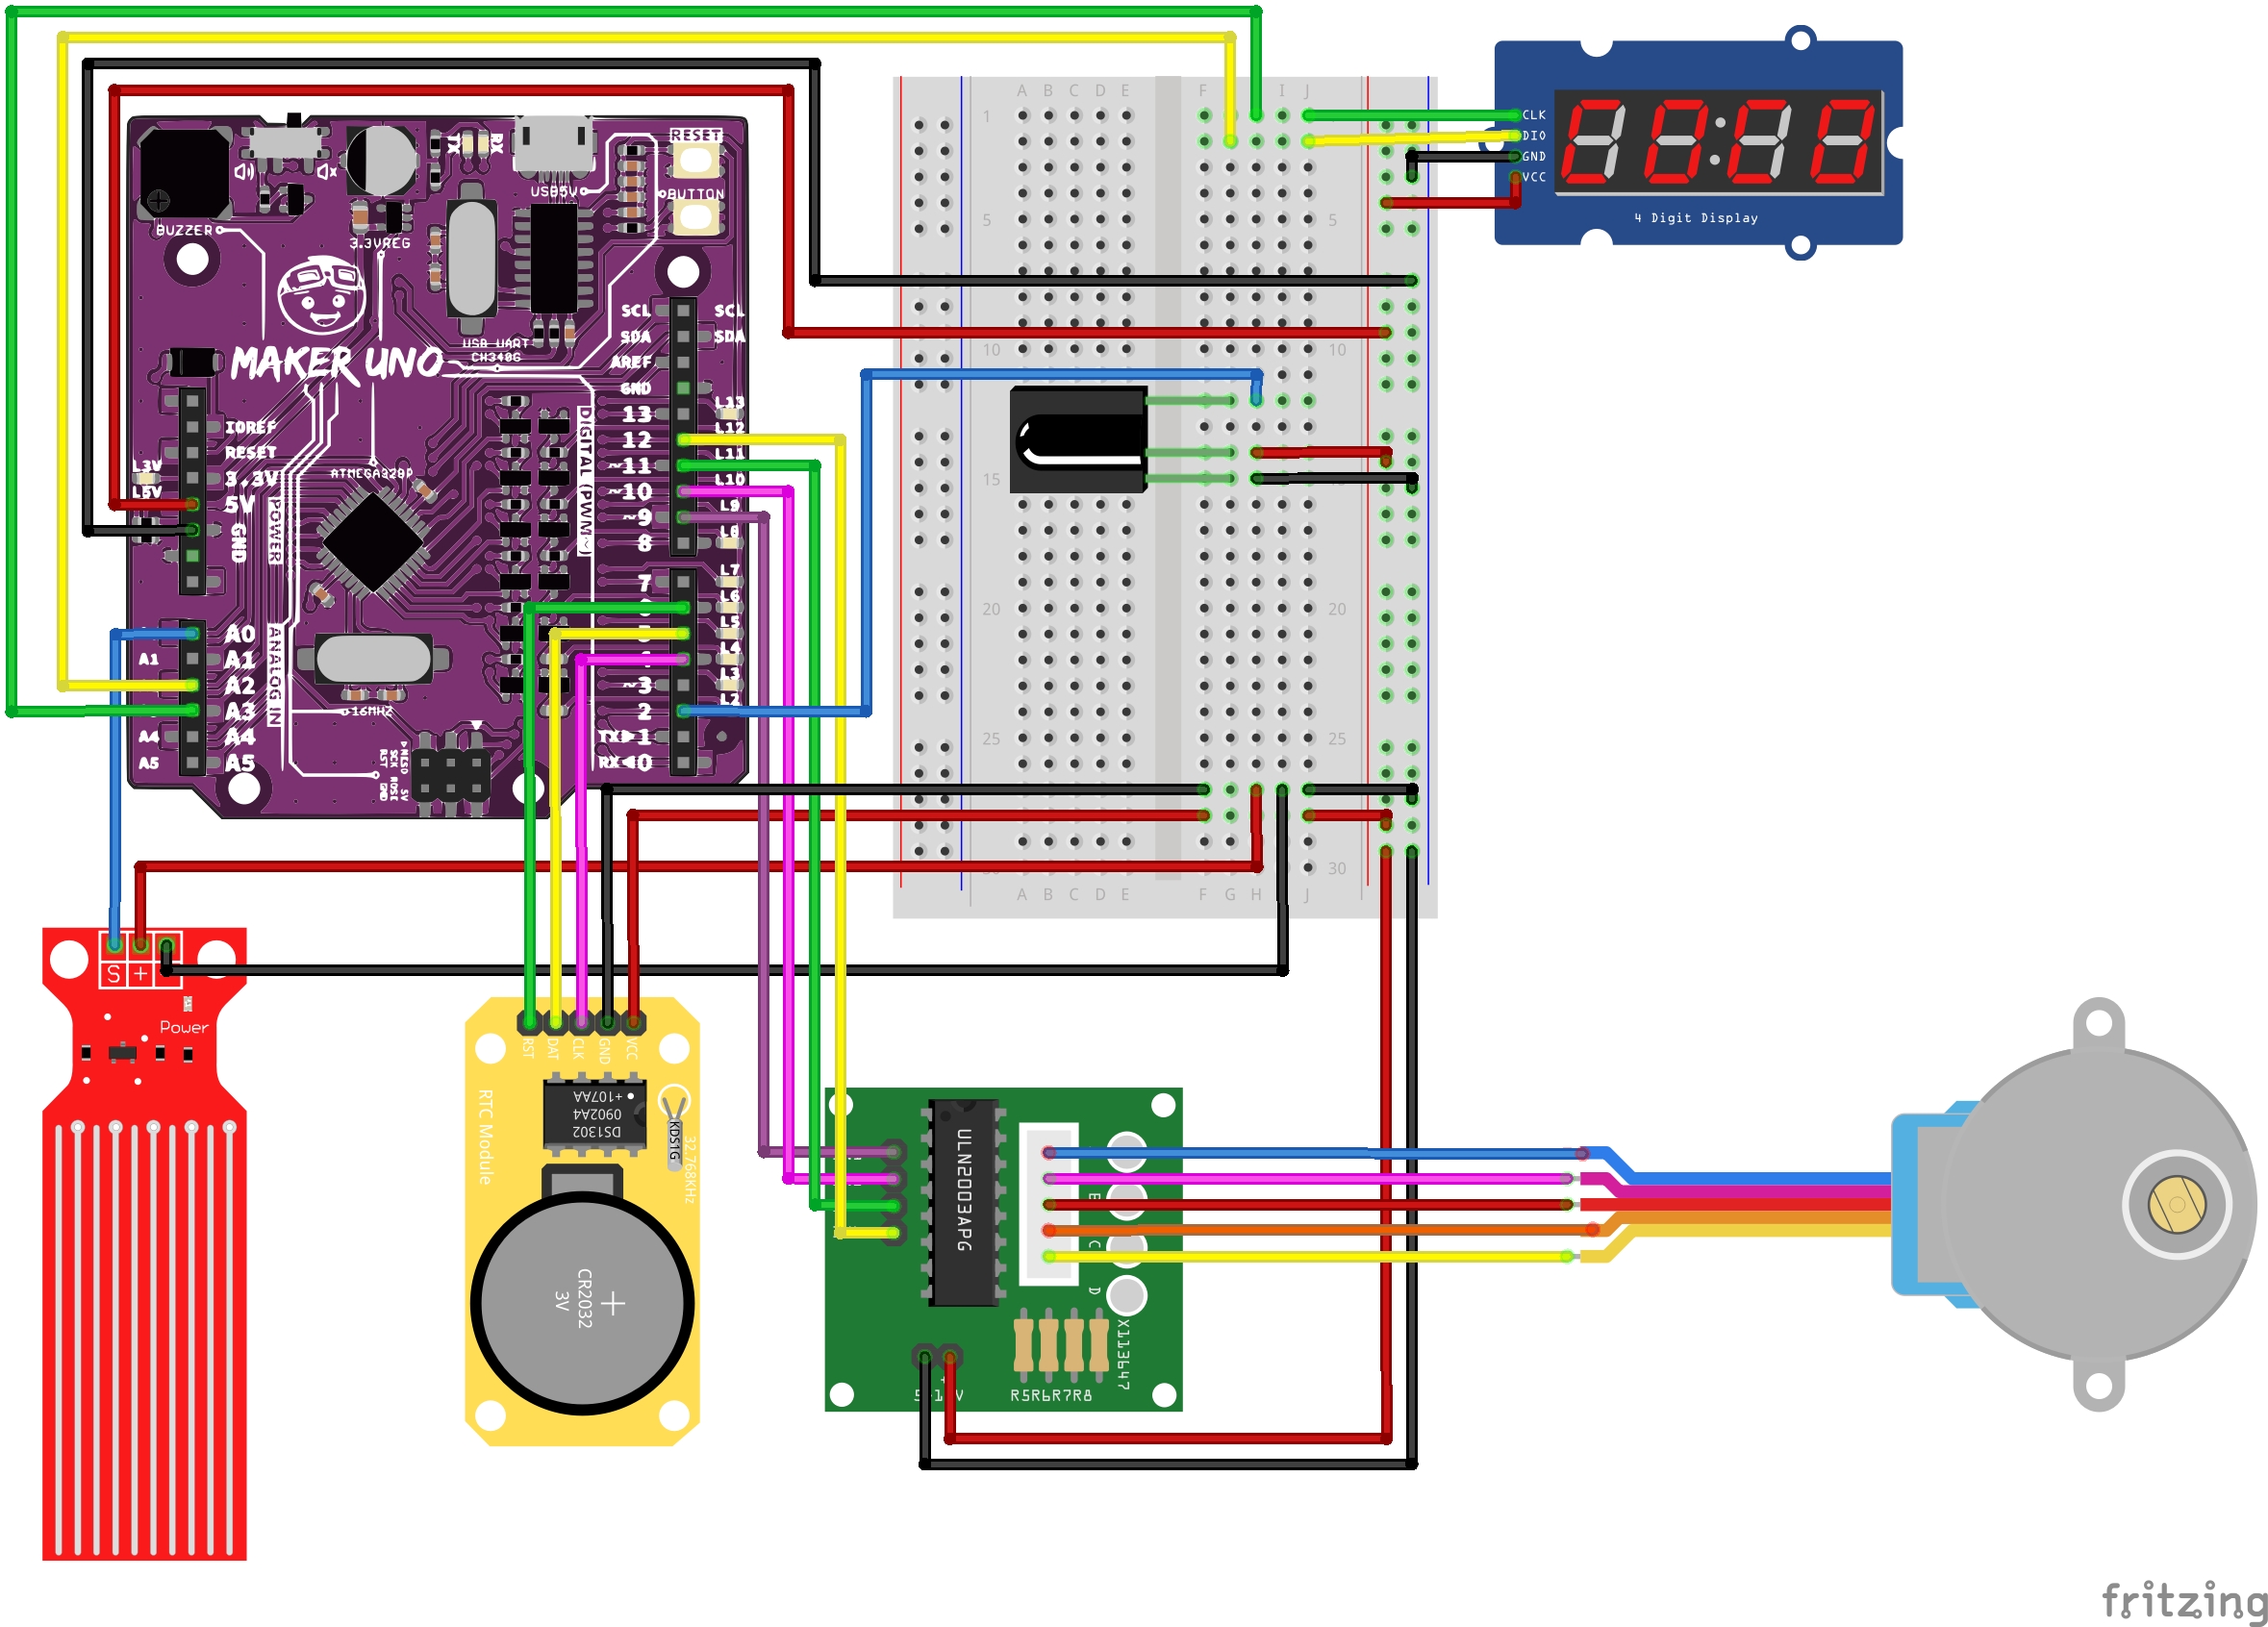 RESET
TX
RX
USB5V
BUTTON
BUZZER
3.3VREG
MAKER UNO
USB UART
CH340G
ATMEGA328P
16MHZ
SCL SCL
SDA SDA
AREF
GND
13 L13
12 L12
~11 L11
~10 L10
~9 L9
8 L8
7 L7
L6
L5
L4
~3 L3
2 L2
TX 1
RX 0
DIGITAL (PWM~)
IOREF
RESET
3.3V
5V
GND
POWER
L3V
L5V
A0
A1 A1
A2
A3
A4 A4
A5 A5
ANALOG IN
A B C D E F I J
1
5 5
10 10
15
20 20
25 25
30
A B C D E F G H J
CLK
DIO
GND
VCC
4 Digit Display
S +
Power
RST
DAT
CLK
GND
VCC
RTC Module
+107AA
0902A4
DS1302
KDS1G
32.768KHz
CR2032
3V
+
ULN2003APG
C
D
X113647
R5R6R7R8
fritzing